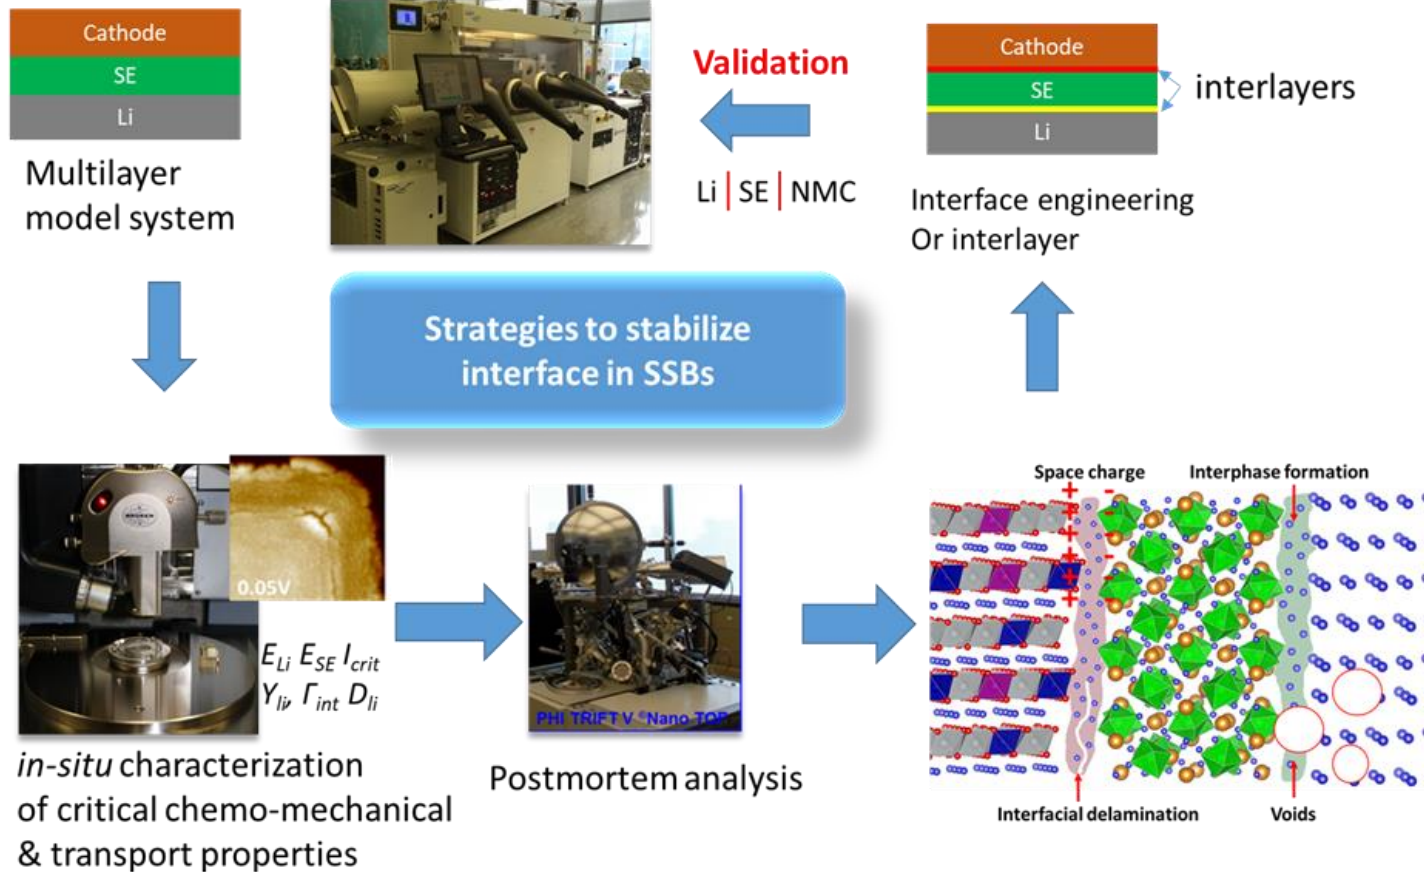 Cathode
SE
Li
Multilayer
model system
Validation
Li | SE | NMC
Cathode
SE
Li
interlayers
Interface engineering
Or interlayer
Strategies to stabilize
interface in SSBs
0.05V
E_Li E_SE I_crit
Y_li, Γ_int D_li
in-situ characterization
of critical chemo-mechanical
& transport properties
PHI TRIFT V Nano TOF
Postmortem analysis
Space charge
Interphase formation
Interfacial delamination
Voids